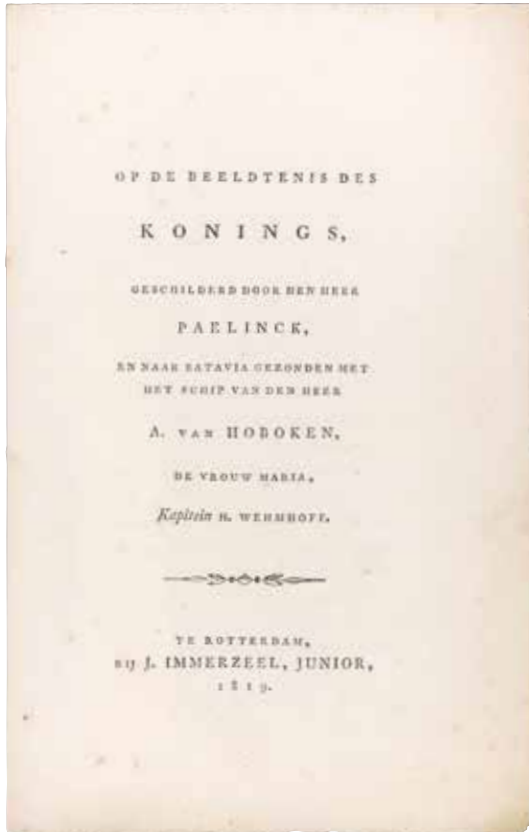 OP DE BEELDTENIS DES
KONINGS,
GESCHILDERD DOOR DEN HEER
PAELINCK,
EN NAAR BATAVIA GEZONDEN MET
HET SCHIP VAN DEN HEER
A. VAN HOBOKEN,
DE VROUW MARIA,
Kapitein H. WEHMHOFF.
TE ROTTERDAM,
BIJ J. IMMERZEEL, JUNIOR,
1819.